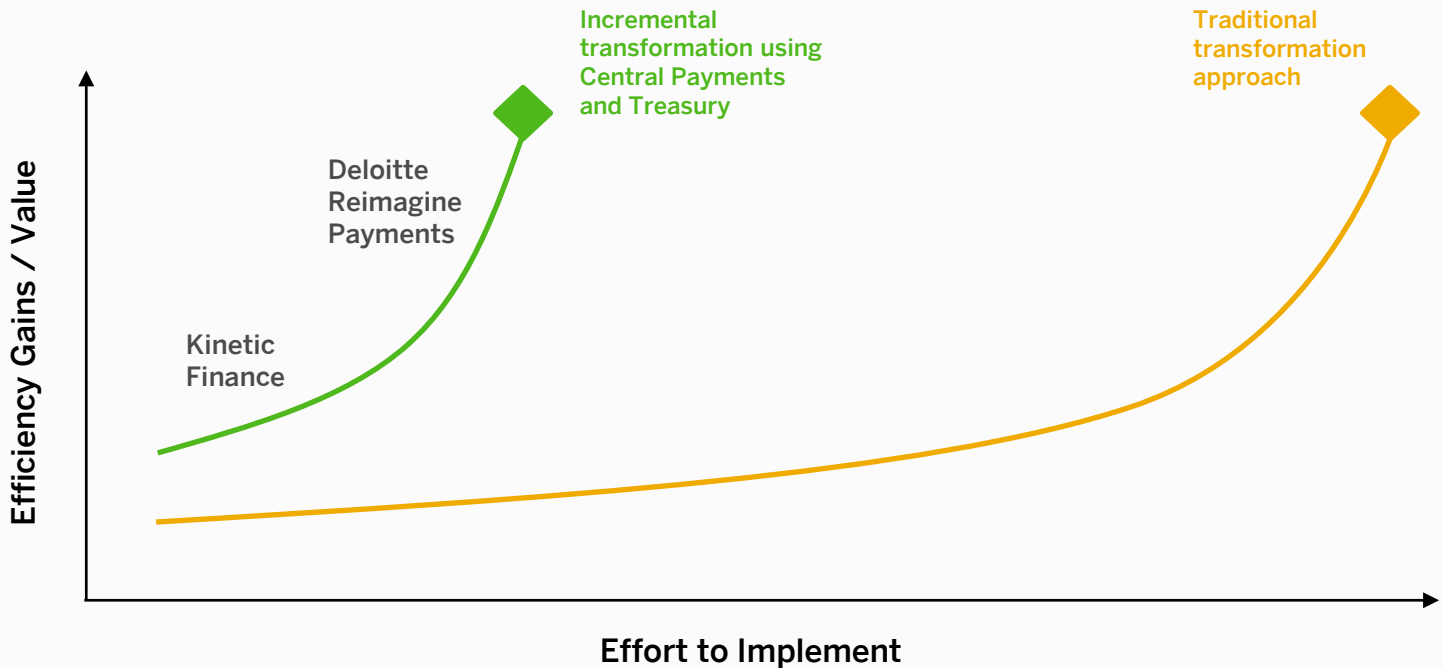 Incremental
transformation using
Central Payments
and Treasury
Traditional
transformation
approach
Deloitte
Reimagine
Payments
Kinetic
Finance
Efficiency Gains / Value
Effort to Implement